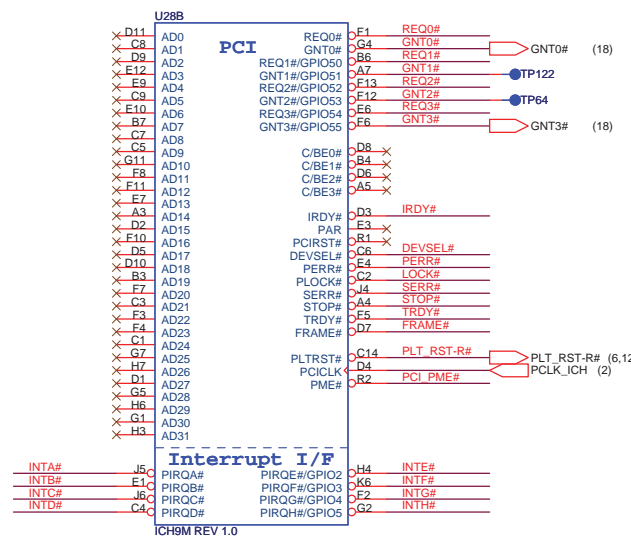 U28B
PCI
D11 AD0 REQ0# F1 REQ0#
C8 AD1 GNT0# G4 GNT0# GNT0# (18)
D9 AD2 REQ1#/GPIO50 B6 REQ1#
E12 AD3 GNT1#/GPIO51 A7 GNT1# TP122
E9 AD4 REQ2#/GPIO52 F13 REQ2#
C9 AD5 GNT2#/GPIO53 F12 GNT2# TP64
E10 AD6 REQ3#/GPIO54 E6 REQ3#
B7 AD7 GNT3#/GPIO55 F6 GNT3# GNT3# (18)
C7 AD8
C5 AD9 C/BE0# D8
G11 AD10 C/BE1# B4
F8 AD11 C/BE2# D6
F11 AD12 C/BE3# A5
E7 AD13
A3 AD14 IRDY# D3 IRDY#
D2 AD15 PAR E3
F10 AD16 PCIRST# R1
D5 AD17 DEVSEL# C6 DEVSEL#
D10 AD18 PERR# E4 PERR#
B3 AD19 PLOCK# C2 LOCK#
F7 AD20 SERR# J4 SERR#
C3 AD21 STOP# A4 STOP#
F3 AD22 TRDY# F5 TRDY#
F4 AD23 FRAME# D7 FRAME#
C1 AD24
G7 AD25 PLTRST# C14 PLT_RST-R# PLT_RST-R# (6,12
H7 AD26 PCICLK D4 PCLK_ICH (2)
D1 AD27 PME# R2 PCI_PME#
G5 AD28
H6 AD29
G1 AD30
H3 AD31
Interrupt I/F
INTA# J5 PIRQA# PIRQE#/GPIO2 H4 INTE#
INTB# E1 PIRQB# PIRQF#/GPIO3 K6 INTF#
INTC# J6 PIRQC# PIRQG#/GPIO4 F2 INTG#
INTD# C4 PIRQD# PIRQH#/GPIO5 G2 INTH#
ICH9M REV 1.0